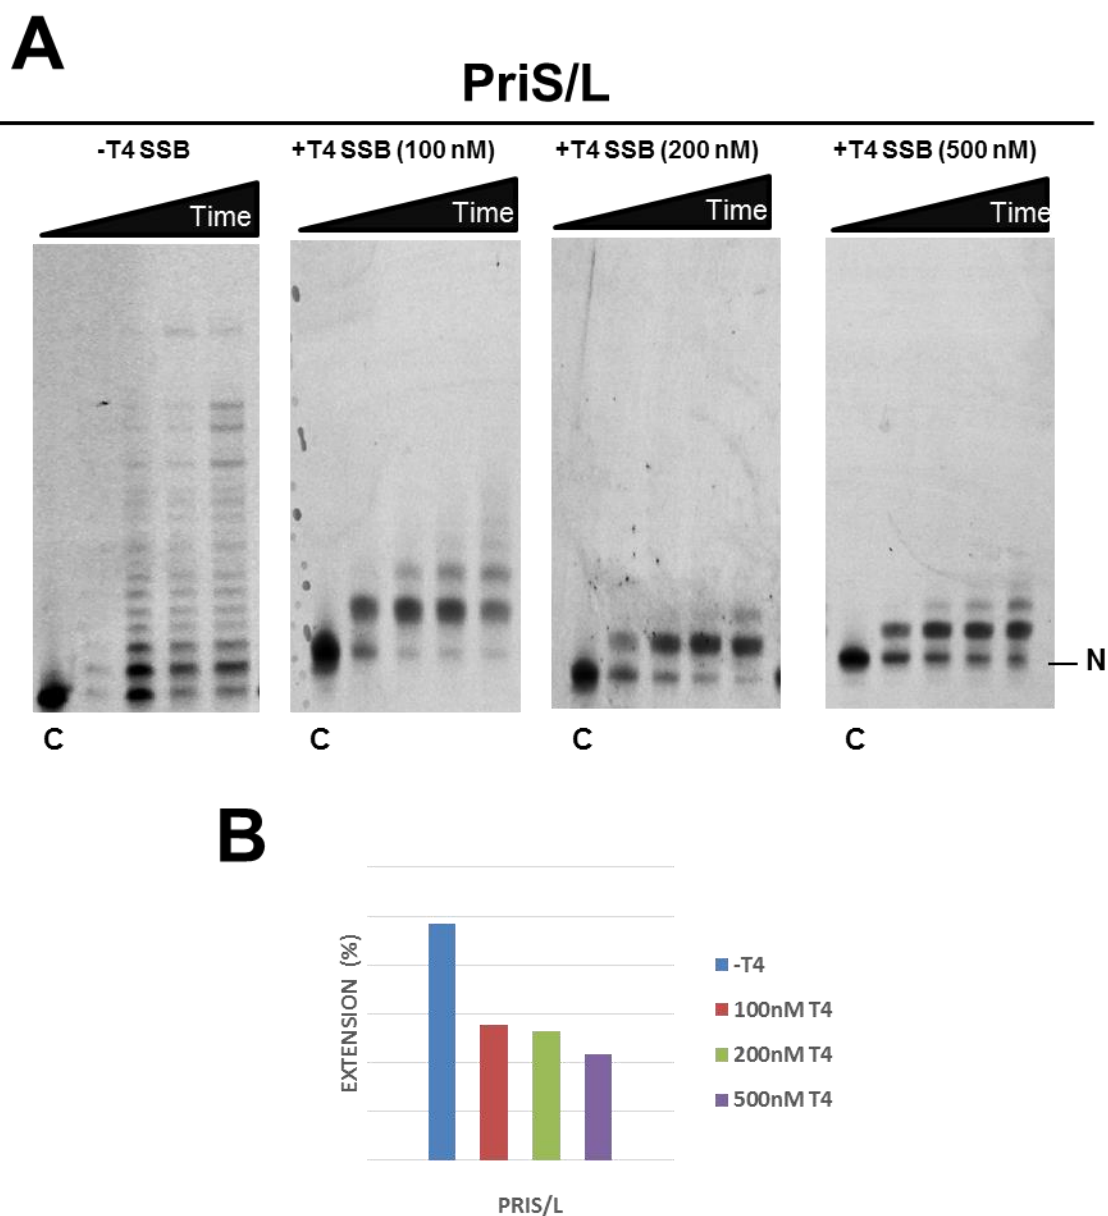 A
PriS/L
-T4 SSB
+T4 SSB (100 nM)
+T4 SSB (200 nM)
+T4 SSB (500 nM)
Time
Time
Time
Time
N
C
C
C
C
B
EXTENSION (%)
-T4
100nM T4
200nM T4
500nM T4
PRIS/L